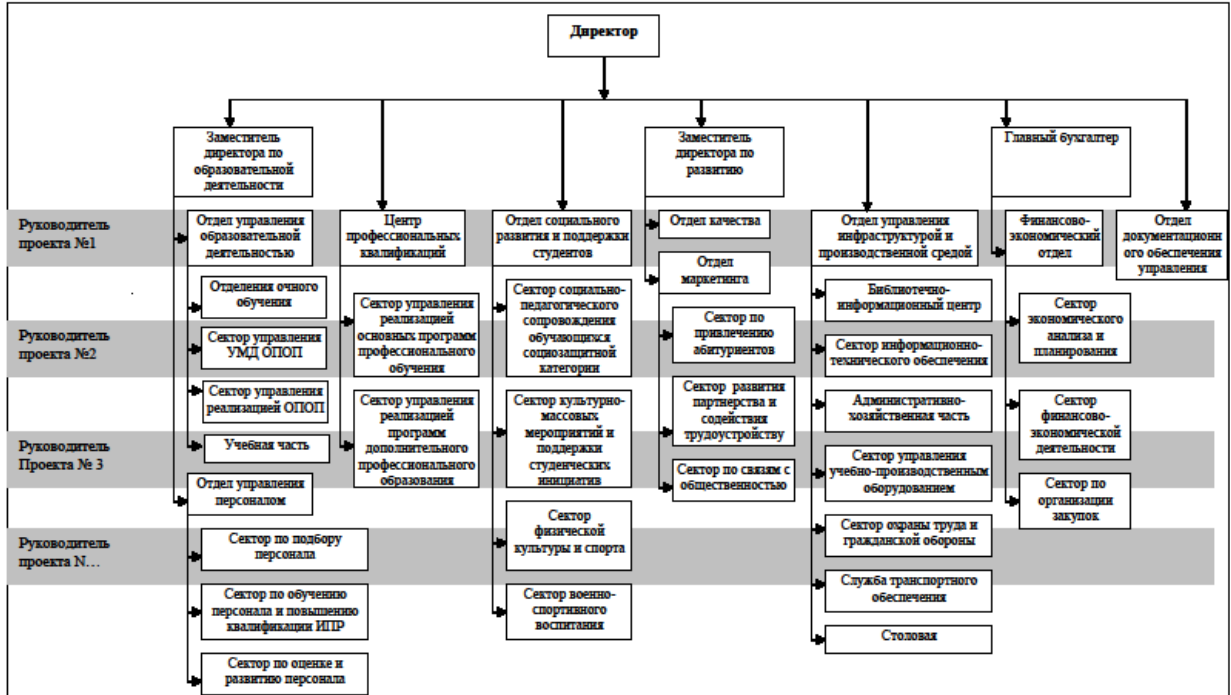 Директор
Заместитель
директора по
образовательной
деятельности
Заместитель
директора по
развитию
Главный бухгалтер
Руководитель
проекта №1
Отдел управления
образовательной
деятельностью
Центр
профессиональных
квалификаций
Отдел социального
развития и поддержки
студентов
Отдел качества
Отдел
маркетинга
Отдел управления
инфраструктурой и
производственной средой
Финансово-
экономический
отдел
Отдел
документационн
ого обеспечения
управления
Руководитель
проекта №2
Руководитель
Проекта № 3
Руководитель
проекта N…
Отделения очного
обучения
Сектор управления
УМД ОПОП
Сектор управления
реализацией ОПОП
Учебная часть
Отдел управления
персоналом
Сектор по подбору
персонала
Сектор по обучению
персонала и повышению
квалификации ИПР
Сектор по оценке и
развитию персонала
Сектор управления
реализацией
основных программ
профессионального
обучения
Сектор управления
реализацией
программ
дополнительного
профессионального
образования
Сектор социально-
педагогического
сопровождения
обучающихся
социозащитной
категории
Сектор культурно-
массовых
мероприятий и
поддержки
студенческих
инициатив
Сектор
физической
культуры и спорта
Сектор военно-
спортивного
воспитания
Сектор по
привлечению
абитуриентов
Сектор развития
партнерства и
содействия
трудоустройству
Сектор по связям с
общественностью
Библиотечно-
информационный центр
Сектор информационно-
технического обеспечения
Административно-
хозяйственная часть
Сектор управления
учебно-производственным
оборудованием
Сектор охраны труда и
гражданской обороны
Служба транспортного
обеспечения
Столовая
Сектор
экономического
анализа и
планирования
Сектор
финансово-
экономической
деятельности
Сектор по
организации
закупок